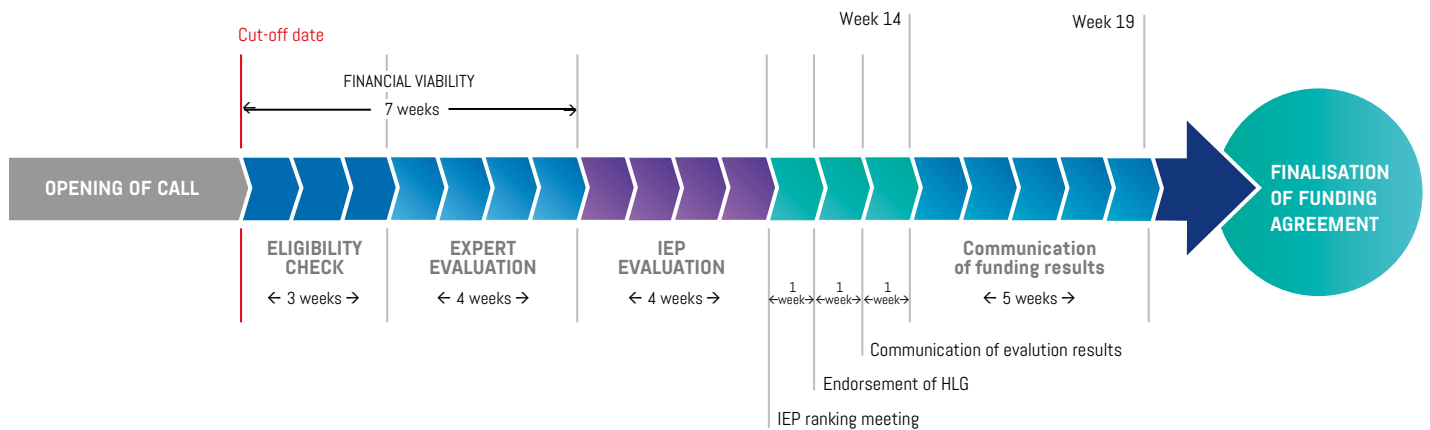 Week 14
Week 19
Cut-off date
FINANCIAL VIABILITY
← 7 weeks →
OPENING OF CALL
FINALISATION
OF FUNDING
AGREEMENT
ELIGIBILITY
CHECK
← 3 weeks →
EXPERT
EVALUATION
← 4 weeks →
IEP
EVALUATION
← 4 weeks →
1
←week→
1
←week→
1
←week→
Communication
of funding results
← 5 weeks →
Communication of evalution results
Endorsement of HLG
IEP ranking meeting